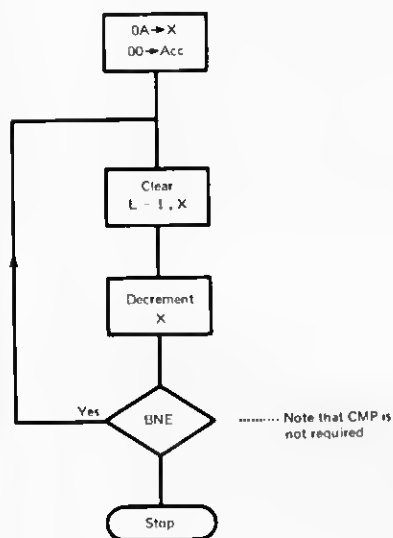 0A→X
00→Acc
Clear
L – 1, X
Decrement
X
Yes
BNE
........ Note that CMP is
not required
Stop